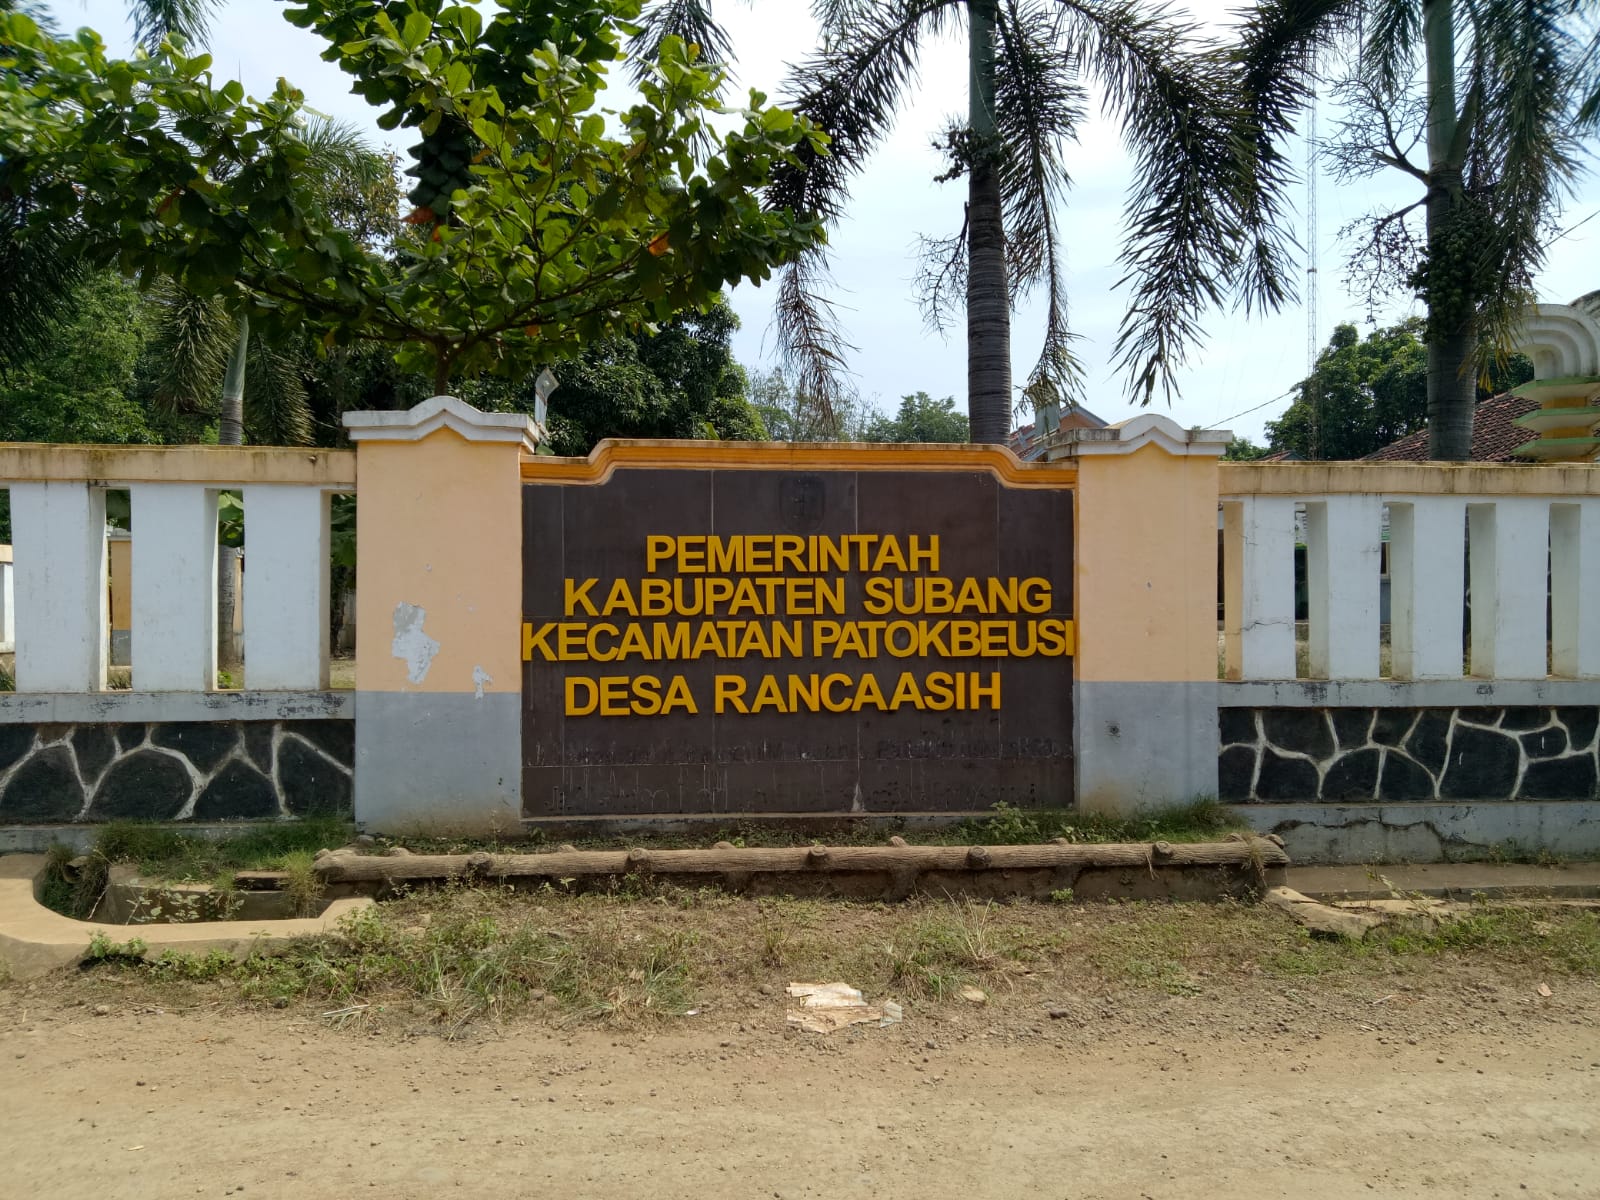 PEMERINTAH
KABUPATEN SUBANG
KECAMATAN PATOKBEUSI
DESA RANCAASIH